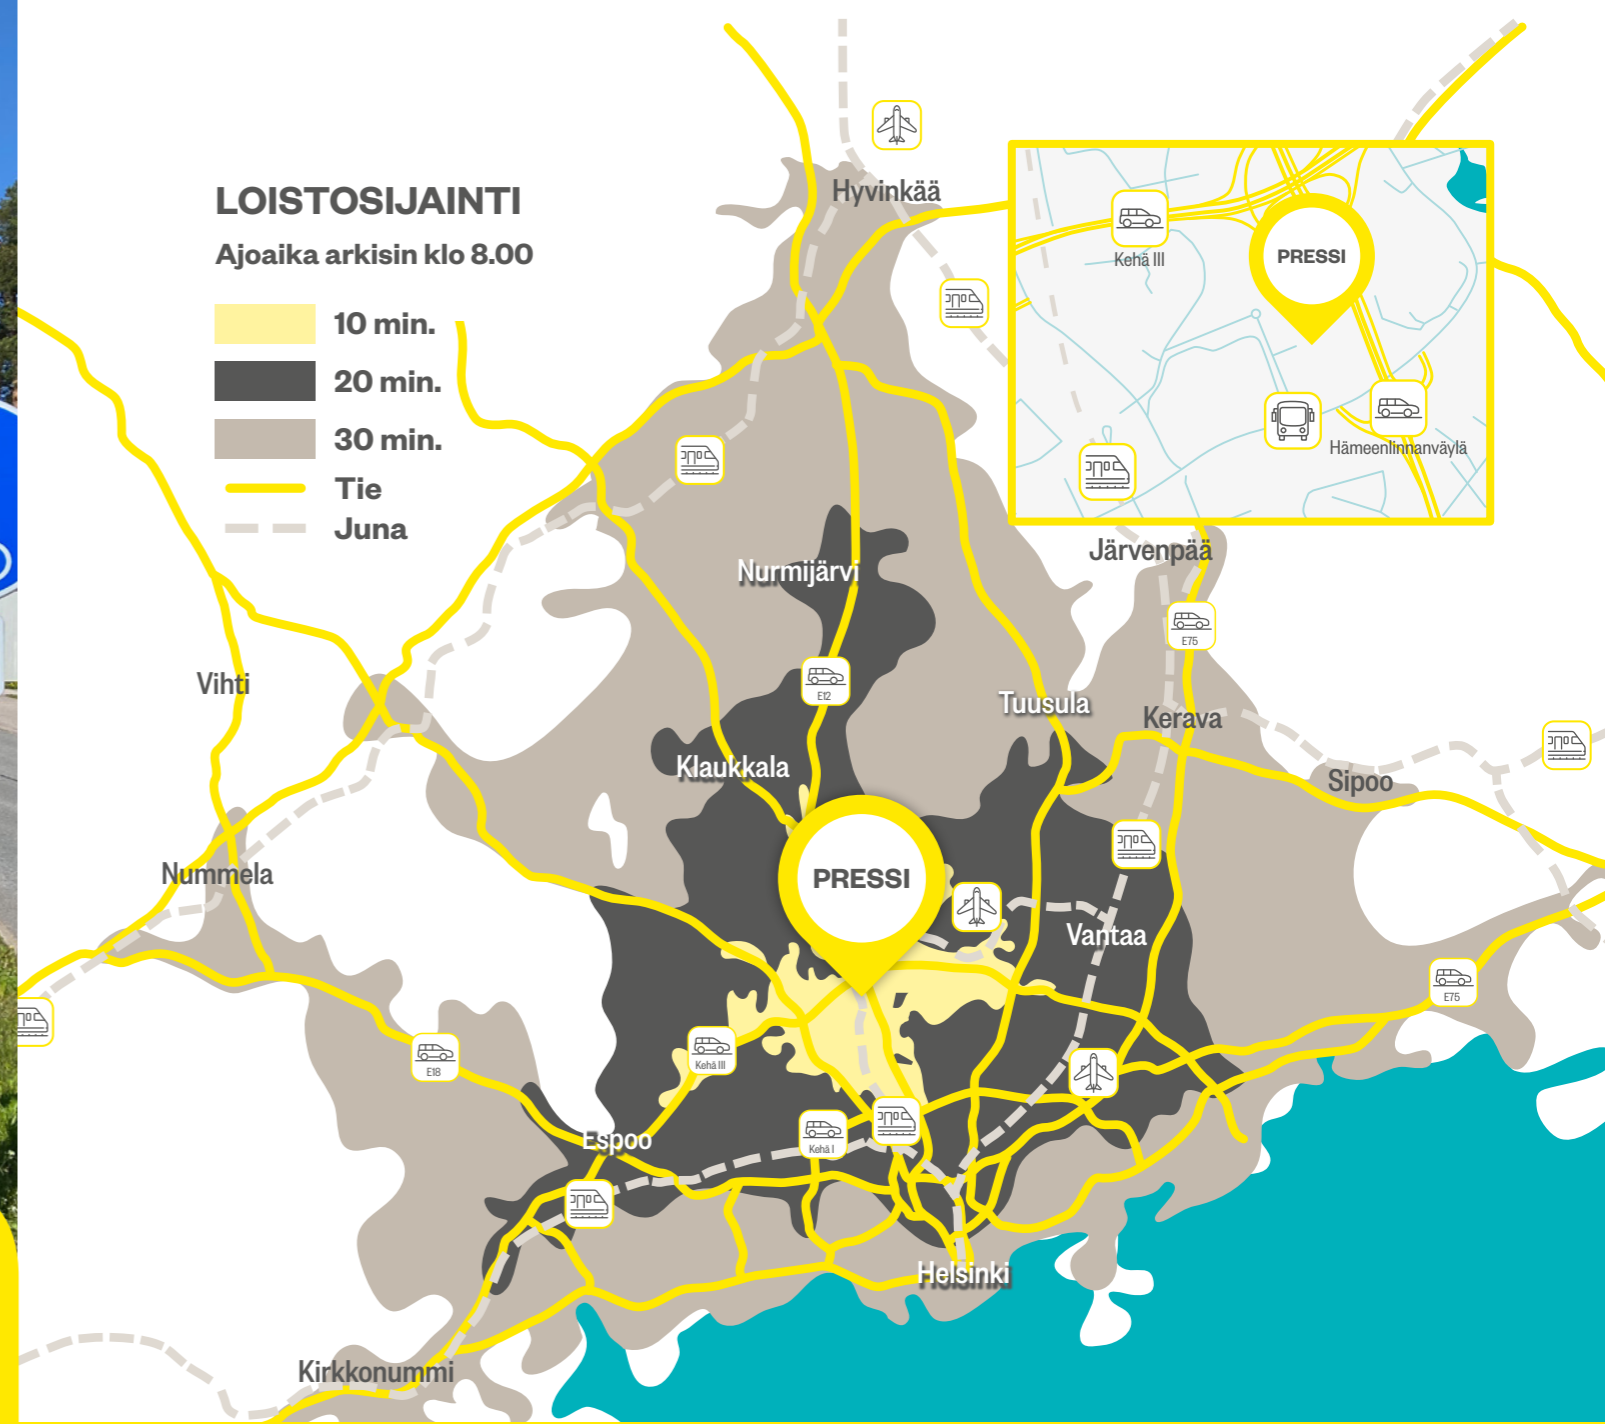 LOISTOSIJAINTI
Ajoaika arkisin klo 8.00
10 min.
20 min.
30 min.
Tie
Juna
Hyvinkää
Kehä III
PRESSI
Hämeenlinnanväylä
Järvenpää
Nurmijärvi
E75
Vihti
E12
Tuusula
Kerava
Klaukkala
Sipoo
Nummela
PRESSI
Vantaa
E75
E18
Kehä III
Espoo
Kehä I
Helsinki
Kirkkonummi